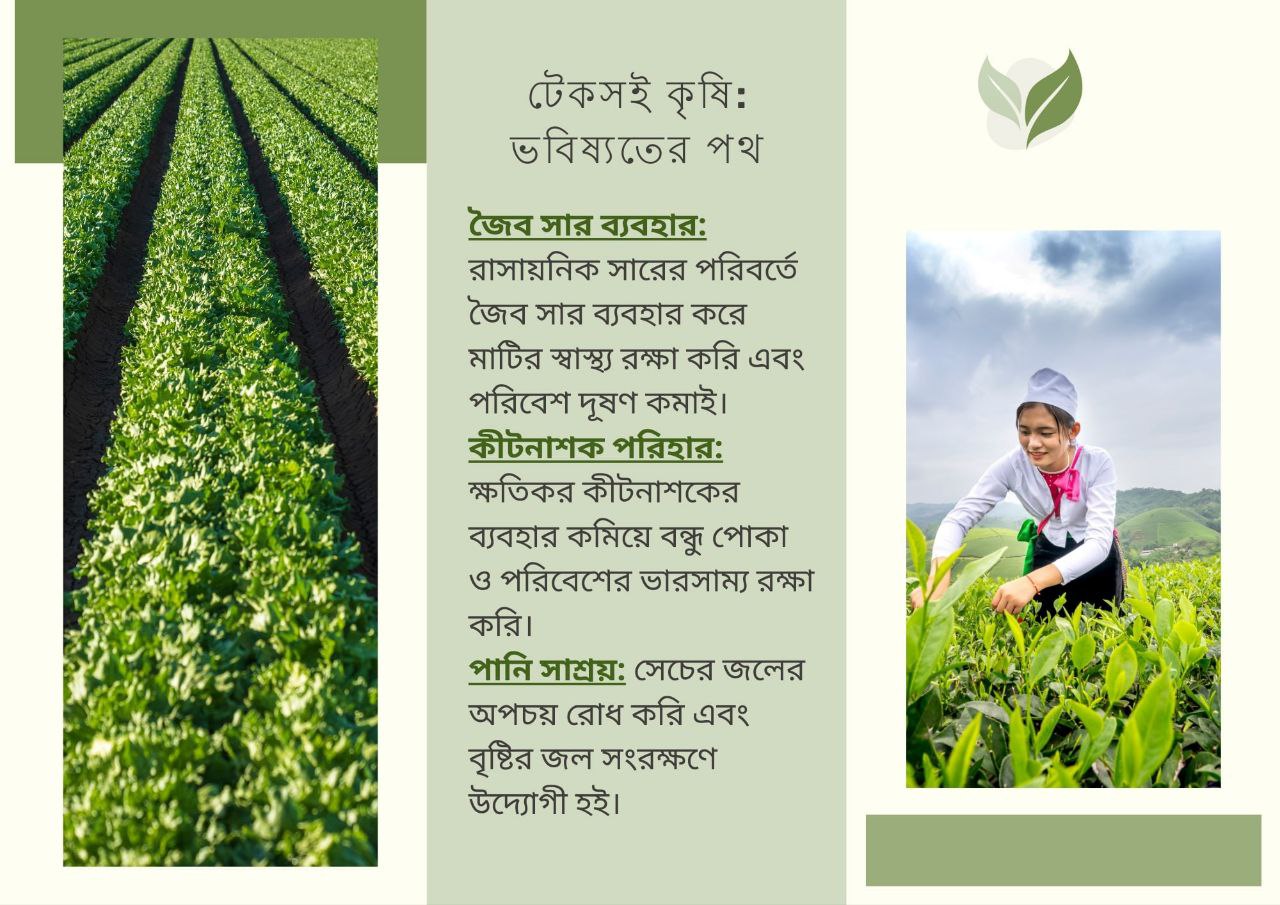 টেকসই কৃষি:
ভবিষ্যতের পথ
জৈব সার ব্যবহার:
রাসায়নিক সারের পরিবর্তে
জৈব সার ব্যবহার করে
মাটির স্বাস্থ্য রক্ষা করি এবং
পরিবেশ দূষণ কমাই।
কীটনাশক পরিহার:
ক্ষতিকর কীটনাশকের
ব্যবহার কমিয়ে বন্ধু পোকা
ও পরিবেশের ভারসাম্য রক্ষা
করি।
পানি সাশ্রয়: সেচের জলের
অপচয় রোধ করি এবং
বৃষ্টির জল সংরক্ষণে
উদ্যোগী হই।